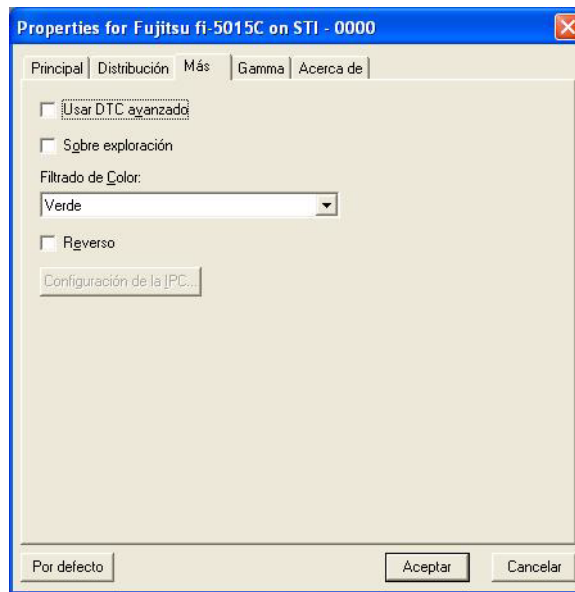 Properties for Fujitsu fi-5015C on STI - 0000
Principal Distribución Más Gamma Acerca de
Usar DTC avanzado
Sobre exploración
Filtrado de Color:
Verde
Reverso
Configuración de la IPC...
Por defecto Aceptar Cancelar